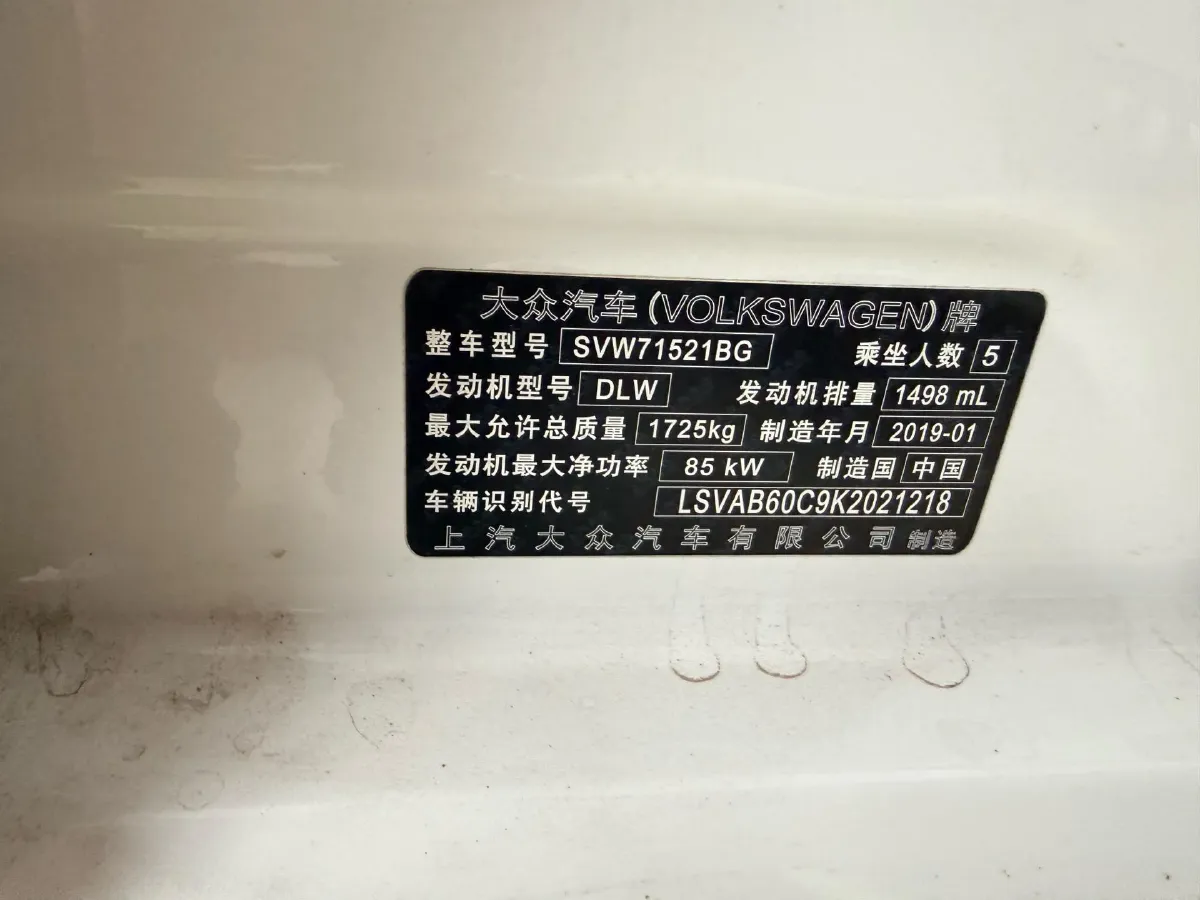 大众汽车(VOLKSWAGEN)牌
整车型号 SVW71521BG 乘坐人数 5
发动机型号 DLW 发动机排量 1498 mL
最大允许总质量 1725kg 制造年月 2019-01
发动机最大净功率 85 kW 制造国 中国
车辆识别代号 LSVAB60C9K2021218
上汽大众汽车有限公司 制造